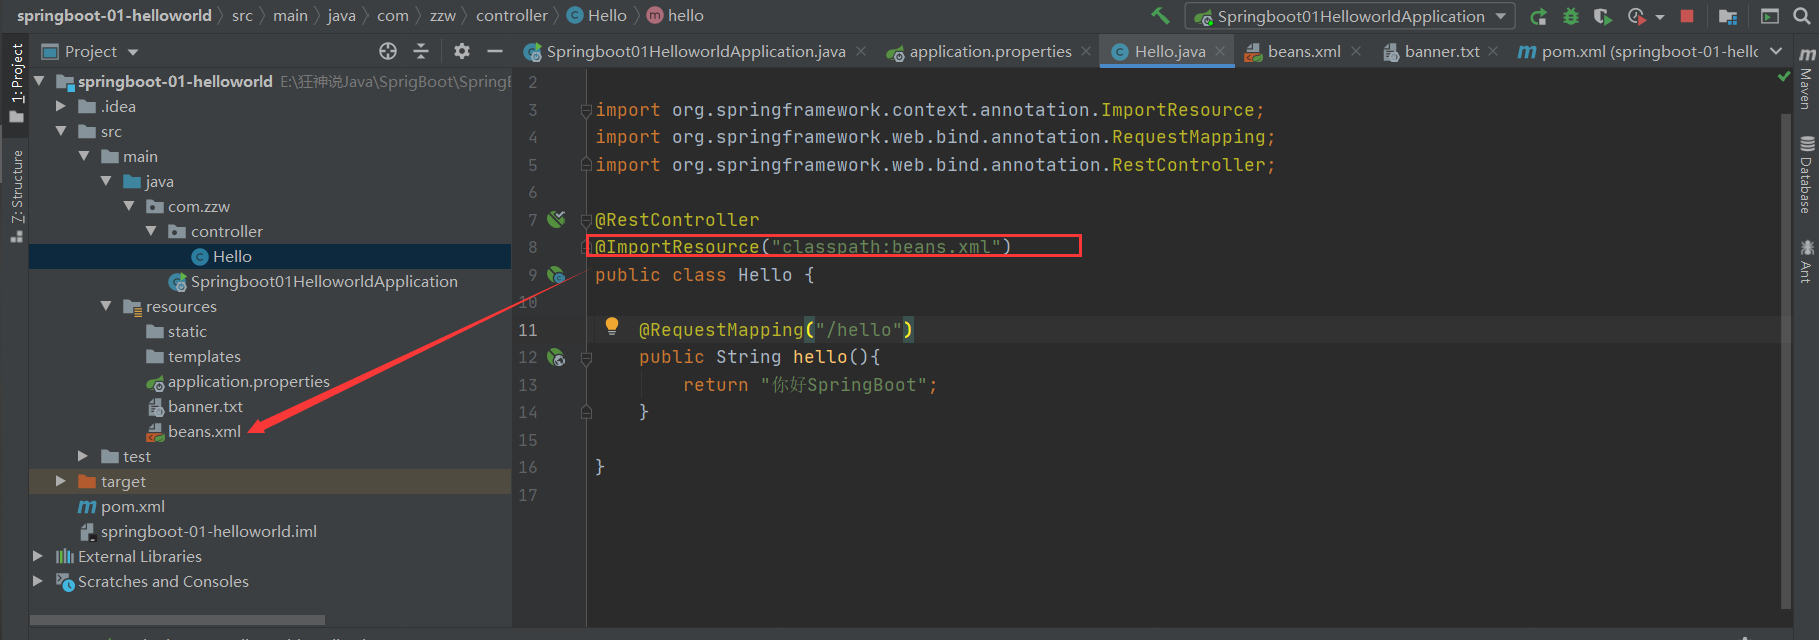 springboot-01-helloworld src main java com zzw controller Hello hello
Springboot01HelloworldApplication
1: Project
7: Structure
Project
springboot-01-helloworld E:\狂神说Java\SprigBoot\Spring
.idea
src
main
java
com.zzw
controller
Hello
Springboot01HelloworldApplication
resources
static
templates
application.properties
banner.txt
beans.xml
test
target
pom.xml
springboot-01-helloworld.iml
External Libraries
Scratches and Consoles
Springboot01HelloworldApplication.java application.properties Hello.java beans.xml banner.txt pom.xml (springboot-01-hellc
2
3 import org.springframework.context.annotation.ImportResource;
4 import org.springframework.web.bind.annotation.RequestMapping;
5 import org.springframework.web.bind.annotation.RestController;
6
7 @RestController
8 @ImportResource("classpath:beans.xml")
9 public class Hello {
10
11 @RequestMapping("/hello")
12 public String hello(){
13 return "你好SpringBoot";
14 }
15
16 }
17
Maven
Database
Ant